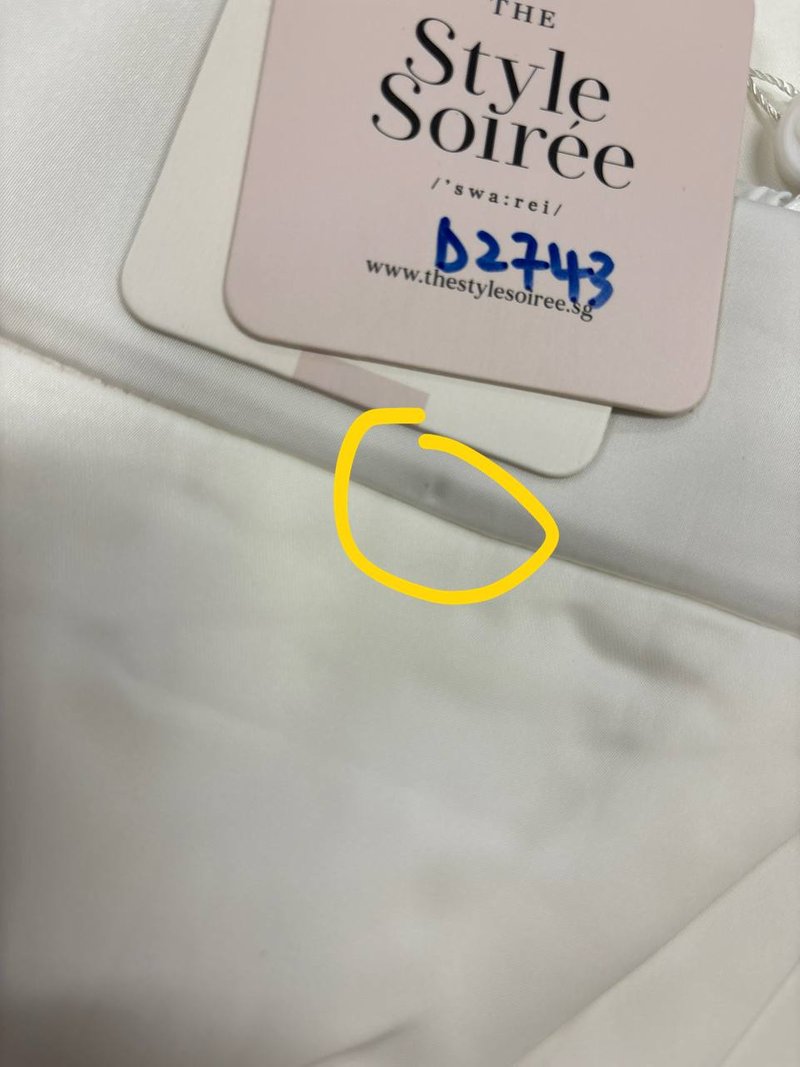 THE
Style
Soirée
/'swa:rei/
D2743
www.thestylesoiree.sg